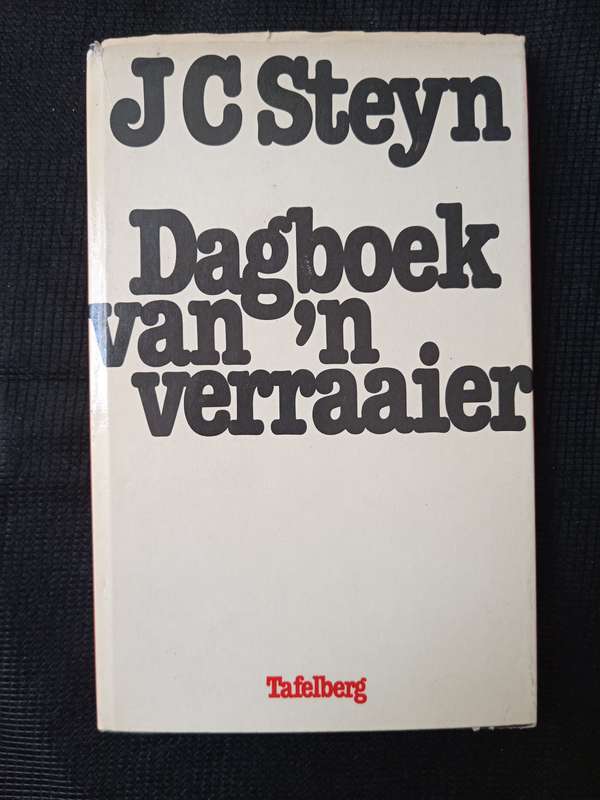 J C Steyn
Dagboek
van 'n
verraaier
Tafelberg